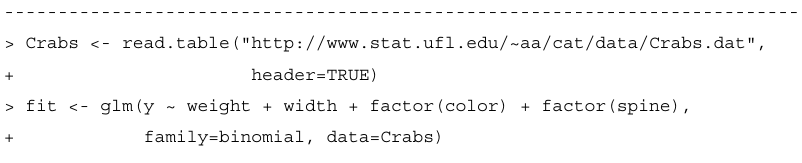 --------------------------------------------------------------------------------
> Crabs <- read.table("http://www.stat.ufl.edu/~aa/cat/data/Crabs.dat",
+                     header=TRUE)
> fit <- glm(y ~ weight + width + factor(color) + factor(spine),
+            family=binomial, data=Crabs)